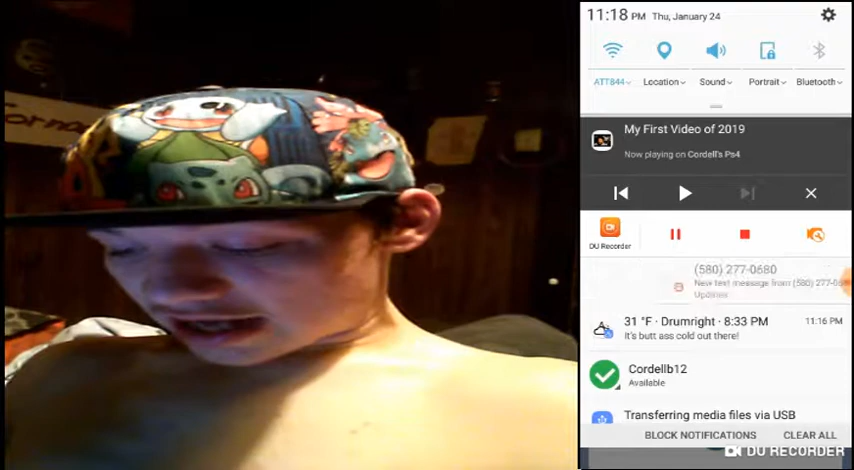 11:18 PM Thu, January 24
ATT844
Location
Sound
Portrait
Bluetooth
My First Video of 2019
Now playing on Cordell's Ps4
DU Recorder
(580) 277-0680
New text message from (580) 277-06
Updates
31 °F · Drumright · 8:33 PM
11:16 PM
It's butt ass cold out there!
Cordellb12
Available
Transferring media files via USB
BLOCK NOTIFICATIONS
CLEAR ALL
DU RECORDER